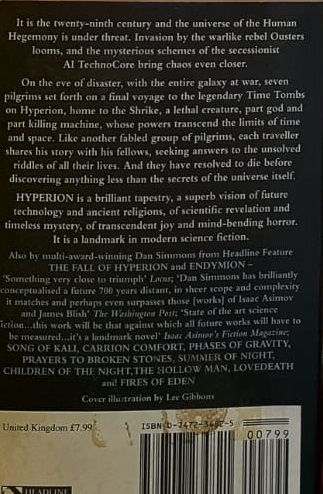 It is the twenty-ninth century and the universe of the Human
Hegemony is under threat. Invasion by the warlike rebel Ousters
looms, and the mysterious schemes of the secessionist
AI TechnoCore bring chaos even closer.
On the eve of disaster, with the entire galaxy at war, seven
pilgrims set forth on a final voyage to the legendary Time Tombs
on Hyperion, home to the Shrike, a lethal creature, part god and
part killing machine, whose powers transcend the limits of time
and space. Like another fabled group of pilgrims, each traveller
shares his story with his fellows, seeking answers to the unsolved
riddles of all their lives. And they have resolved to die before
discovering anything less than the secrets of the universe itself.
HYPERION is a brilliant tapestry, a superb vision of future
technology and ancient religions, of scientific revelation and
timeless mystery, of transcendent joy and mind-bending horror.
It is a landmark in modern science fiction.
Also by multi-award-winning Dan Simmons from Headline Feature
THE FALL OF HYPERION and ENDYMION –
'Something very close to triumph' Locus; 'Dan Simmons has brilliantly
conceptualised a future 700 years distant, in sheer scope and complexity
it matches and perhaps even surpasses those [works] of Isaac Asimov
and James Blish' The Washington Post; 'State of the art science
iction...this work will be that against which all future works will have to
be measured...it's a landmark novel' Isaac Asimov's Fiction Magazine;
SONG OF KALI, CARRION COMFORT, PHASES OF GRAVITY,
PRAYERS TO BROKEN STONES, SUMMER OF NIGHT,
CHILDREN OF THE NIGHT, THE HOLLOW MAN, LOVEDEATH
and FIRES OF EDEN
Cover illustration by Lee Gibbons
United Kingdom £7.99
ISBN 0-7472-3482-5
00799
HEADLINE